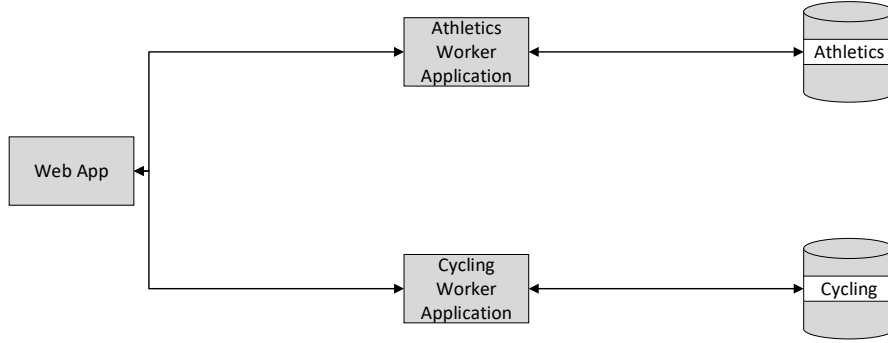 Athletics
Worker
Application
Athletics
Web App
Cycling
Worker
Application
Cycling